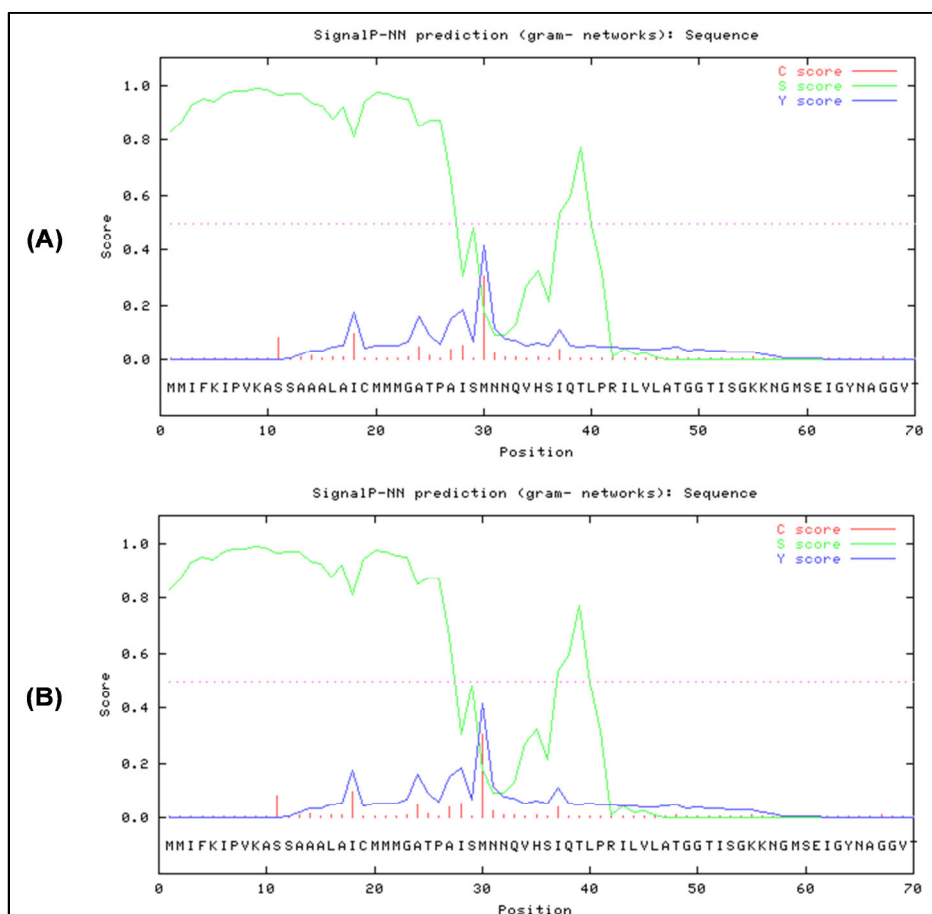 (A)
SignalP-NN prediction (gram- networks): Sequence
C score
S score
Y score
Score
1.0
0.8
0.6
0.4
0.2
0.0
MMIFKIPVKASSAAALAICMMMGATPAISMNNNQVHSIQTLPRILVLATGGTISGKKNGMSEIGYNAGGVT
0 10 20 30 40 50 60 70
Position
(B)
SignalP-NN prediction (gram- networks): Sequence
C score
S score
Y score
Score
1.0
0.8
0.6
0.4
0.2
0.0
MMIFKIPVKASSAAALAICMMMGATPAISMNNNQVHSIQTLPRILVLATGGTISGKKNGMSEIGYNAGGVT
0 10 20 30 40 50 60 70
Position